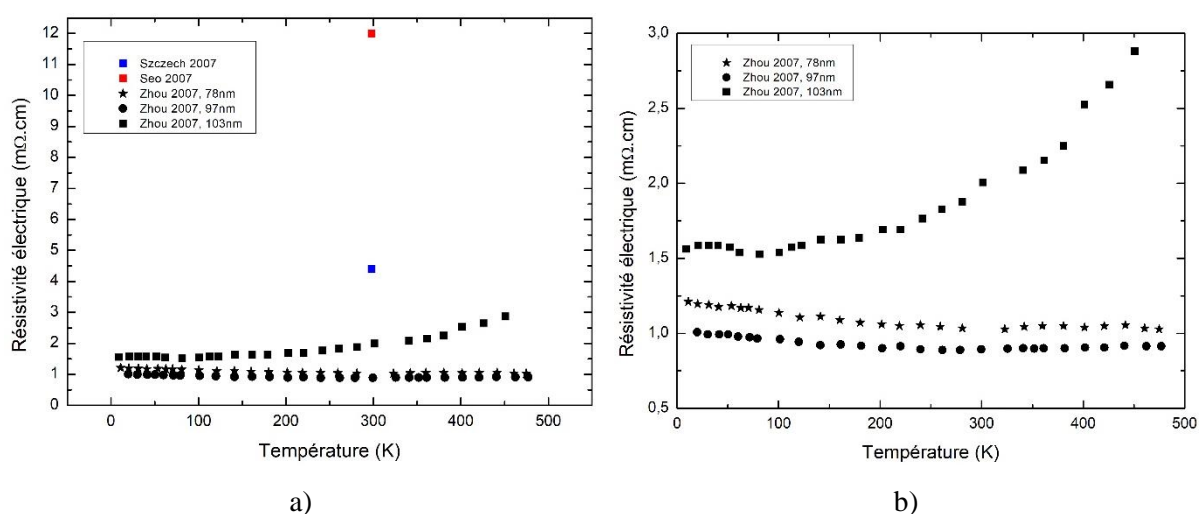 12
11
10
9
8
7
6
5
4
3
2
1
0
Résistivité électrique (mΩ.cm)
Szczech 2007
Seo 2007
Zhou 2007, 78nm
Zhou 2007, 97nm
Zhou 2007, 103nm
0 100 200 300 400 500
Température (K)
a)
3,0
2,5
2,0
1,5
1,0
0,5
Résistivité électrique (mΩ.cm)
Zhou 2007, 78nm
Zhou 2007, 97nm
Zhou 2007, 103nm
0 100 200 300 400 500
Température (K)
b)